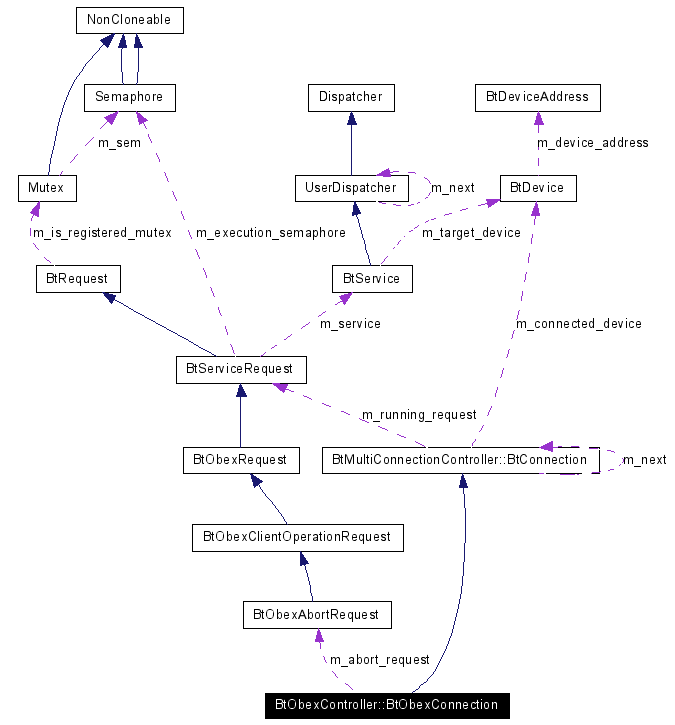 NonCloneable
Semaphore
Dispatcher
BtDeviceAddress
m_sem
m_device_address
Mutex
UserDispatcher
m_next
BtDevice
m_is_registered_mutex
m_execution_semaphore
m_target_device
BtRequest
BtService
m_service
m_connected_device
BtServiceRequest
m_running_request
BtObexRequest
BtMultiConnectionController::BtConnection
m_next
BtObexClientOperationRequest
BtObexAbortRequest
m_abort_request
BtObexController::BtObexConnection